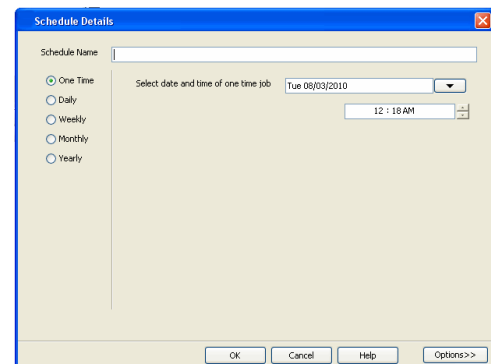 Schedule Details
Schedule Name
One Time
Select date and time of one time job
Tue 08/03/2010
Daily
12 : 18 AM
Weekly
Monthly
Yearly
OK
Cancel
Help
Options>>